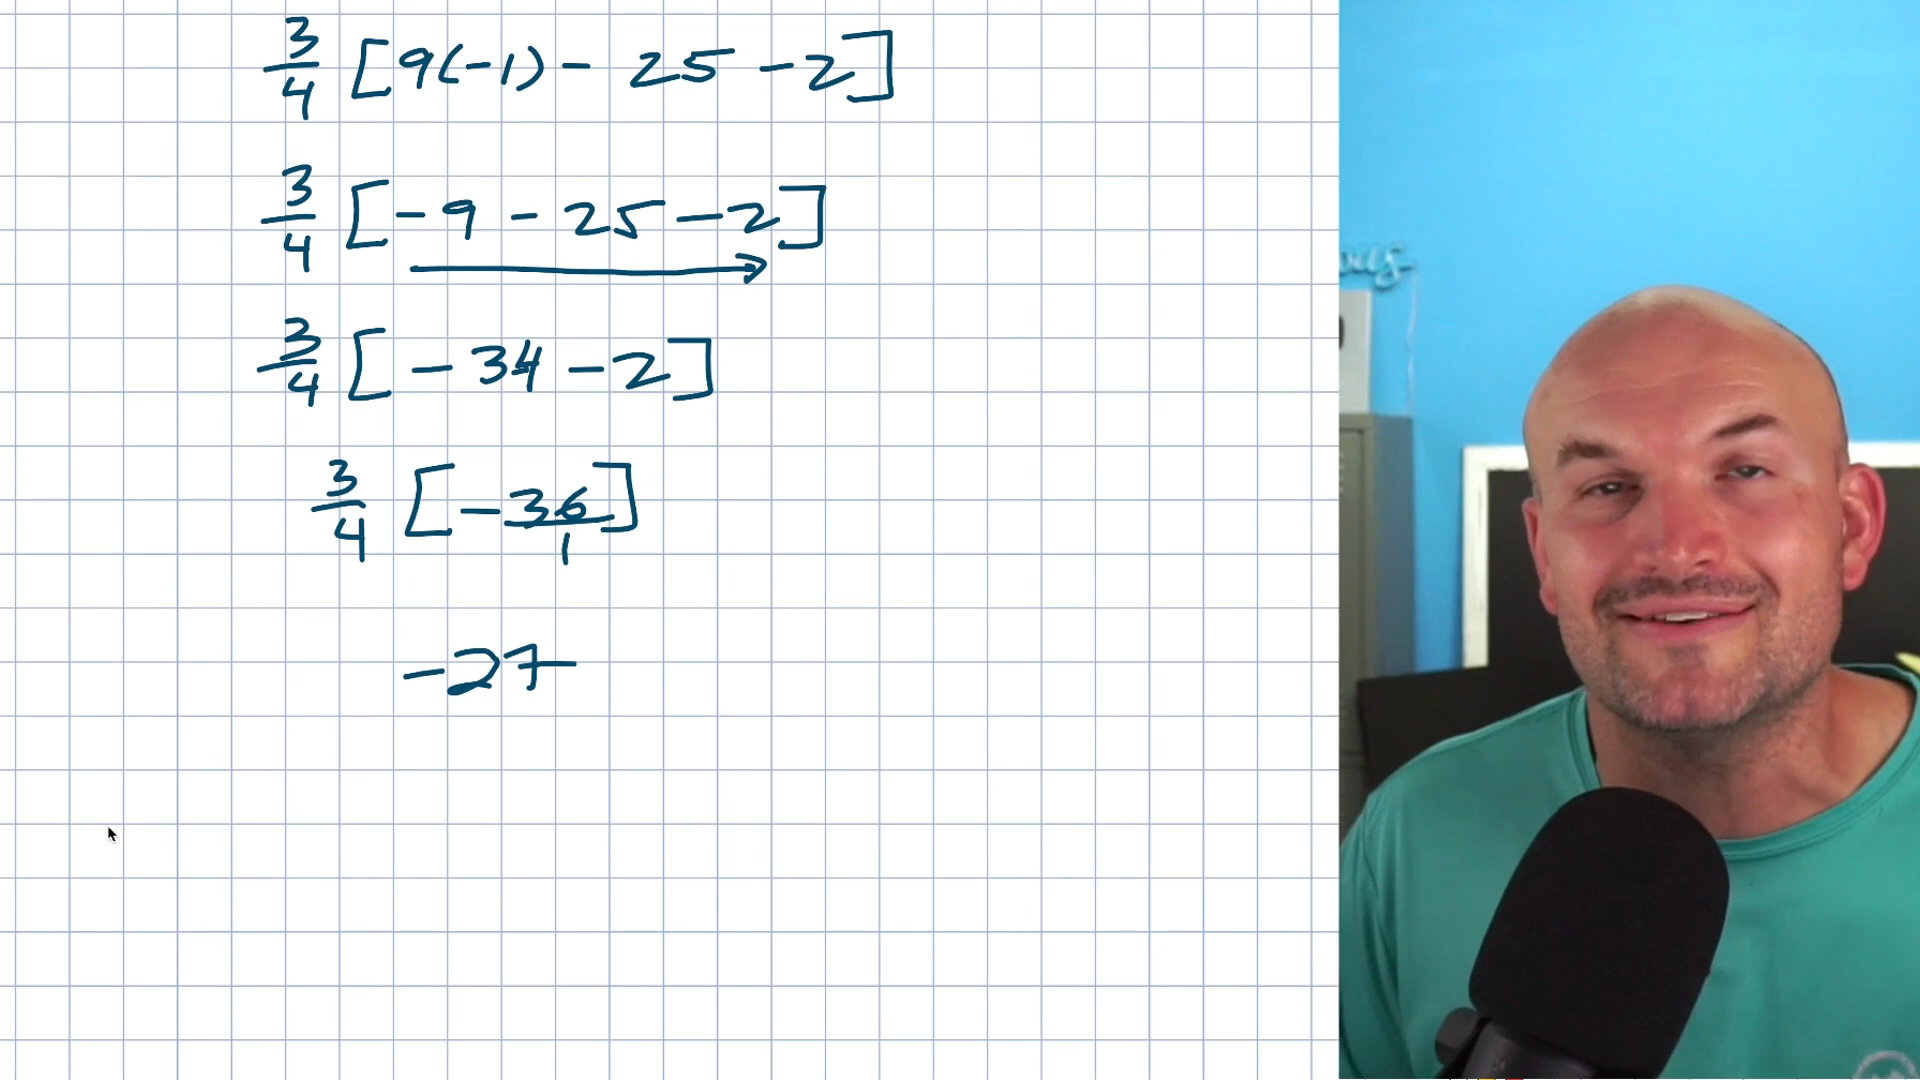 3/4 [9(-1) - 25 - 2]
3/4 [-9 - 25 - 2]
3/4 [-34 - 2]
3/4 [-36/1]
-27